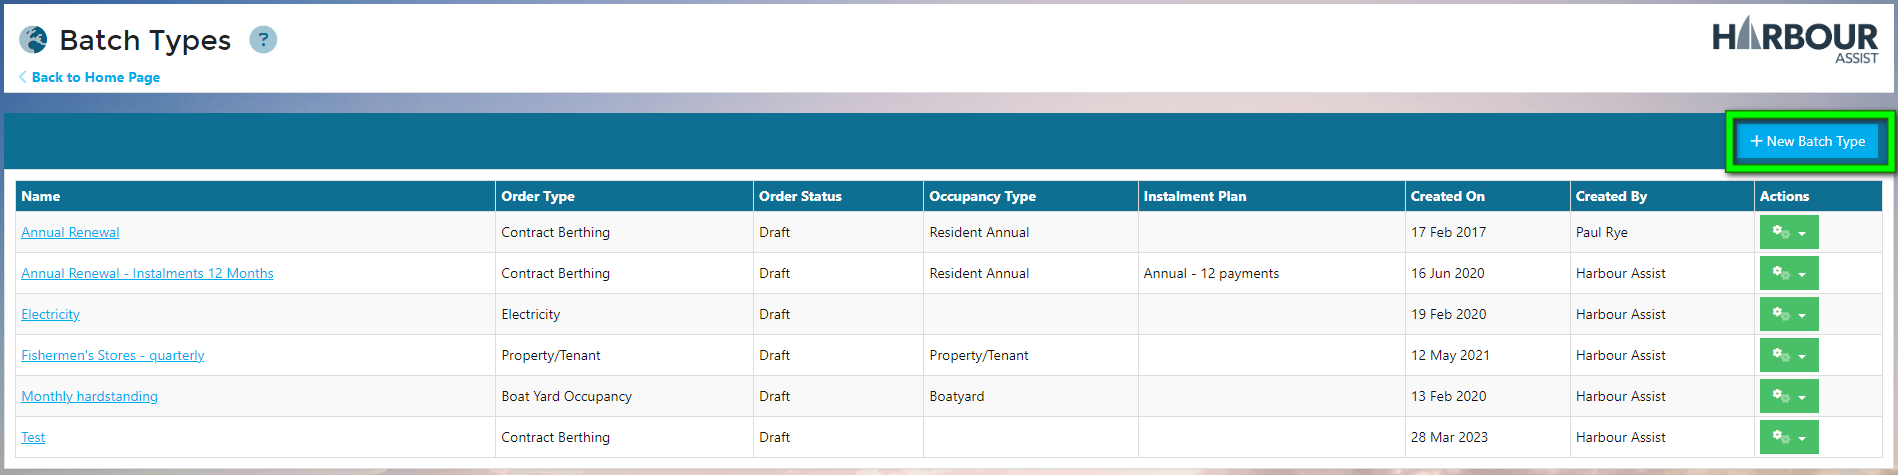 Batch Types ?
HARBOUR
ASSIST
Back to Home Page
+ New Batch Type
Name Order Type Order Status Occupancy Type Instalment Plan Created On Created By Actions
Annual Renewal Contract Berthing Draft Resident Annual 17 Feb 2017 Paul Rye
Annual Renewal - Instalments 12 Months Contract Berthing Draft Resident Annual Annual - 12 payments 16 Jun 2020 Harbour Assist
Electricity Electricity Draft 19 Feb 2020 Harbour Assist
Fishermen's Stores - quarterly Property/Tenant Draft Property/Tenant 12 May 2021 Harbour Assist
Monthly hardstanding Boat Yard Occupancy Draft Boatyard 13 Feb 2020 Harbour Assist
Test Contract Berthing Draft 28 Mar 2023 Harbour Assist